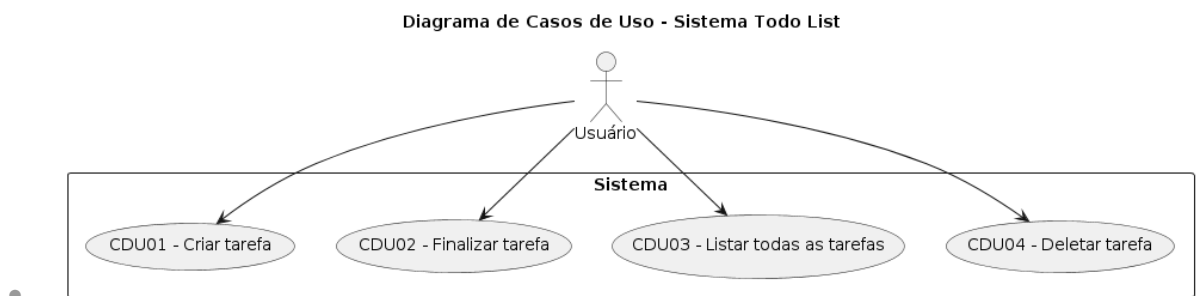 Diagrama de Casos de Uso - Sistema Todo List
Usuário
Sistema
CDU01 - Criar tarefa
CDU02 - Finalizar tarefa
CDU03 - Listar todas as tarefas
CDU04 - Deletar tarefa